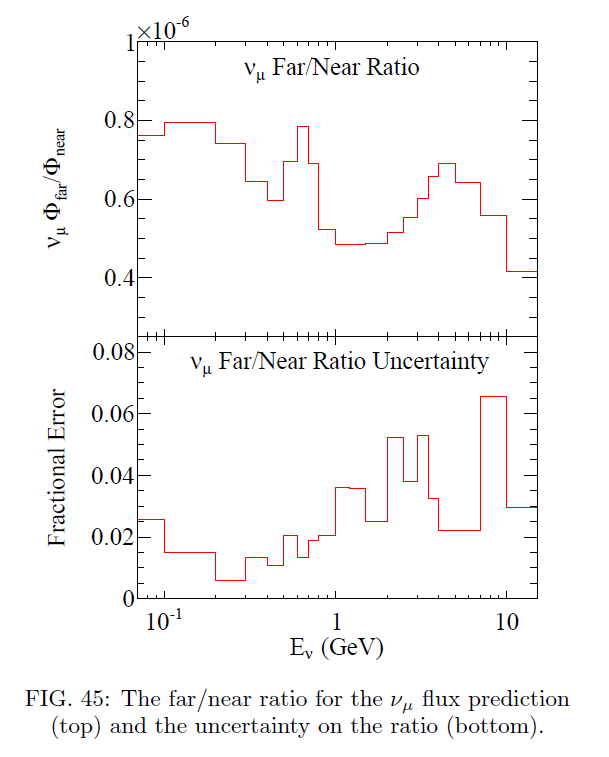 1×10⁻⁶
ν_μ Far/Near Ratio
0.8
0.6
0.4
ν_μ Φ_far/Φ_near
0.08
ν_μ Far/Near Ratio Uncertainty
0.06
0.04
0.02
0
Fractional Error
10⁻¹ 1 10
E_ν (GeV)
FIG. 45: The far/near ratio for the ν_μ flux prediction
(top) and the uncertainty on the ratio (bottom).